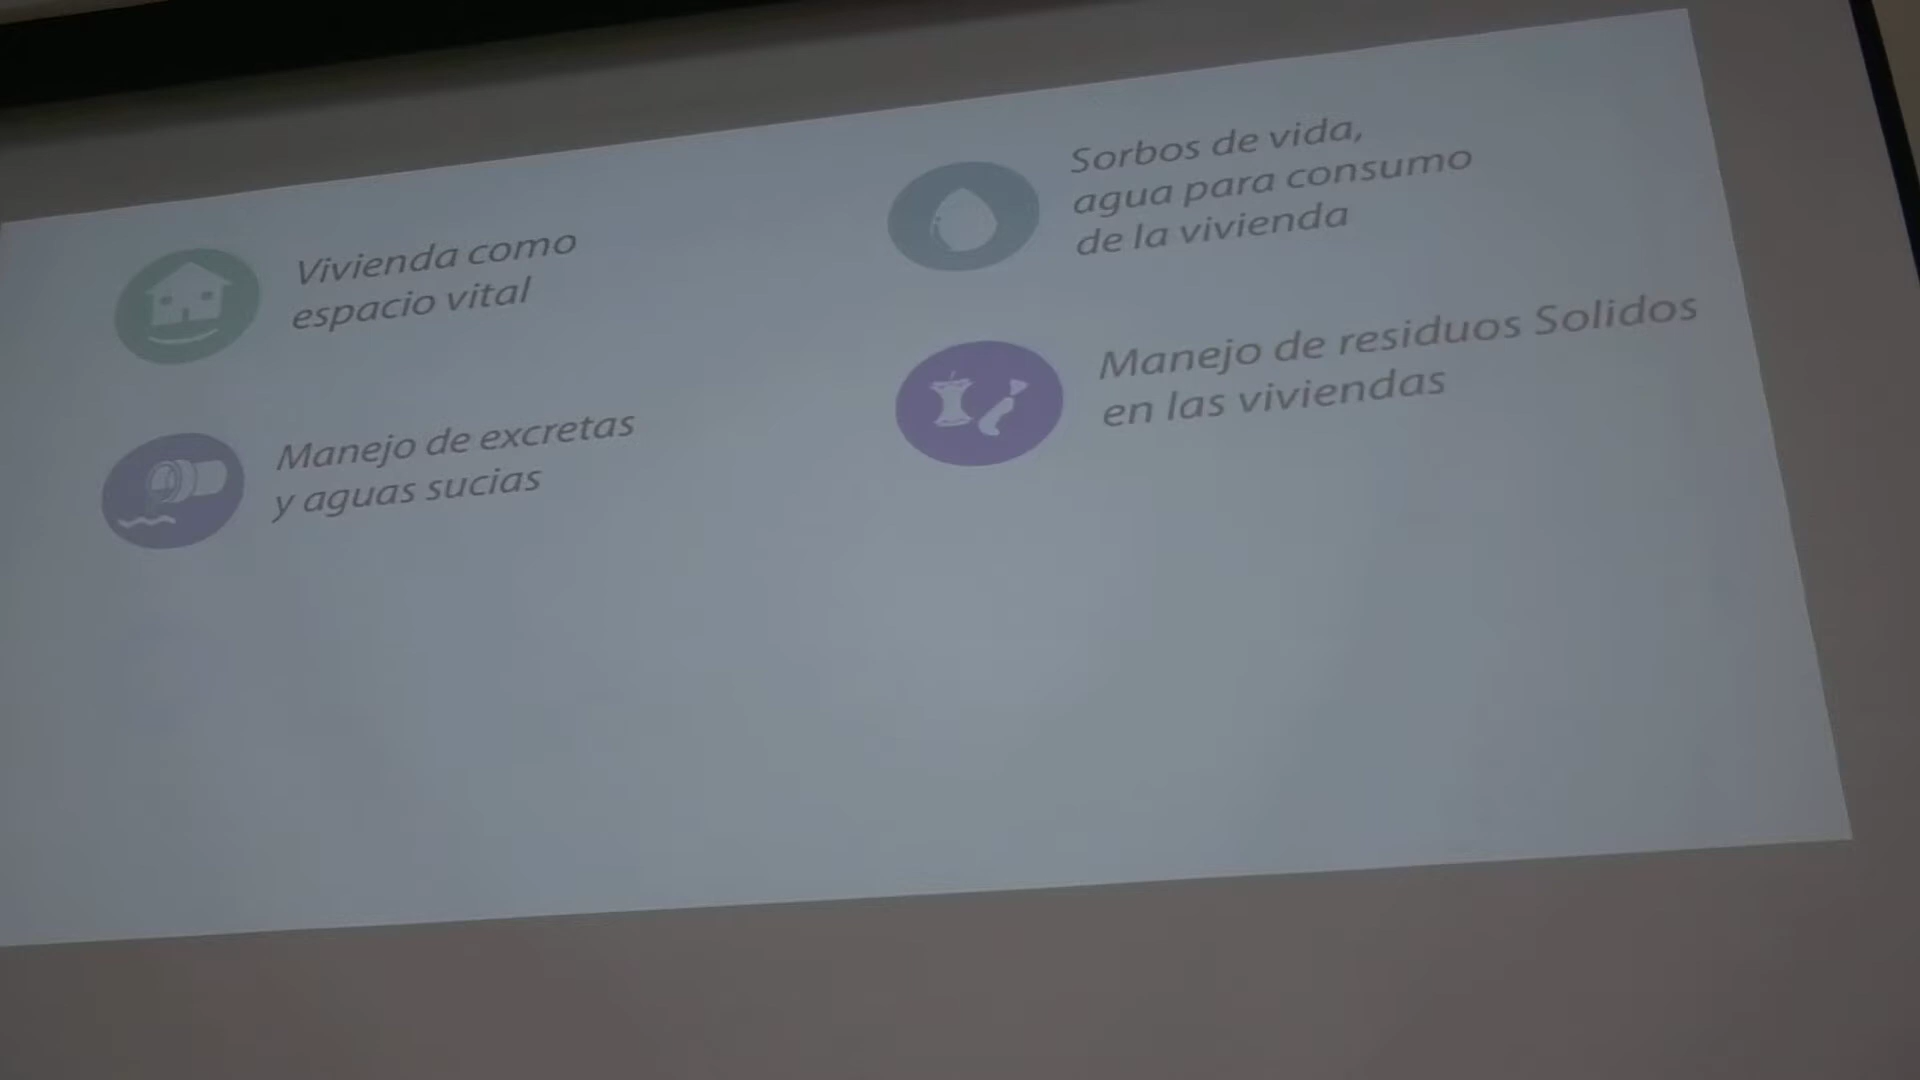 Vivienda como
espacio vital
Sorbos de vida,
agua para consumo
de la vivienda
Manejo de excretas
y aguas sucias
Manejo de residuos Solidos
en las viviendas